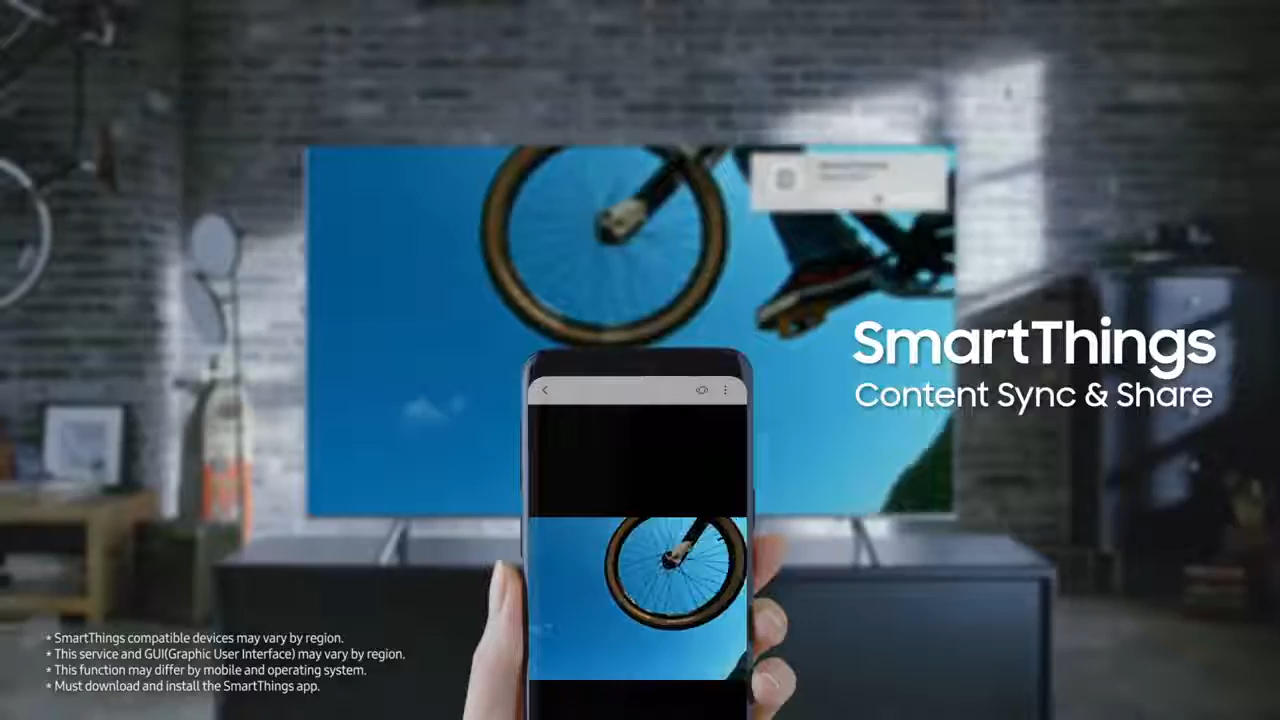 SmartThings
Content Sync & Share
* SmartThings compatible devices may vary by region.
* This service and GUI(Graphic User Interface) may vary by region.
* This function may differ by mobile and operating system.
* Must download and install the SmartThings app.